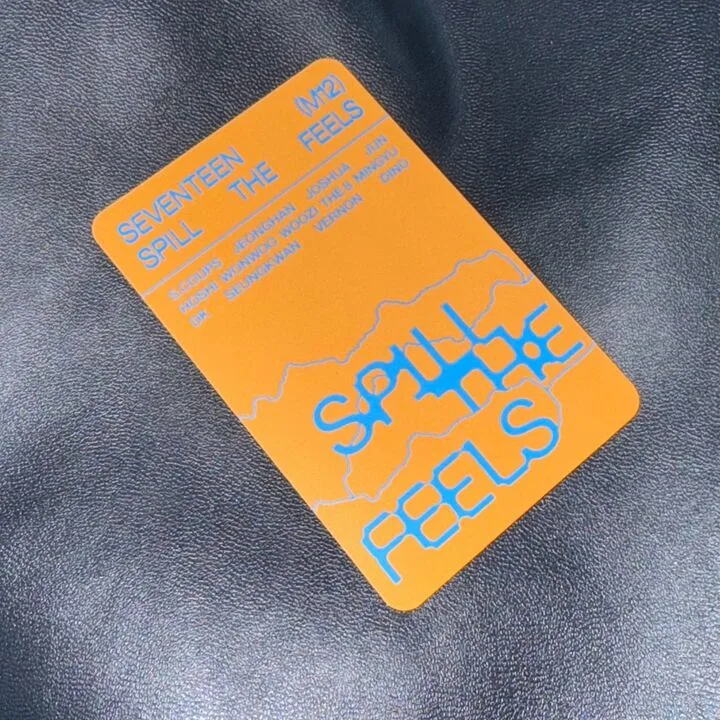 SEVENTEEN (M12)
SPILL THE FEELS
S.COUPS JEONGHAN JOSHUA JUN
HOSHI WONWOO WOOZI THE 8 MINGYU
DK SEUNGKWAN VERNON DINO
SPILL
THE
FEELS